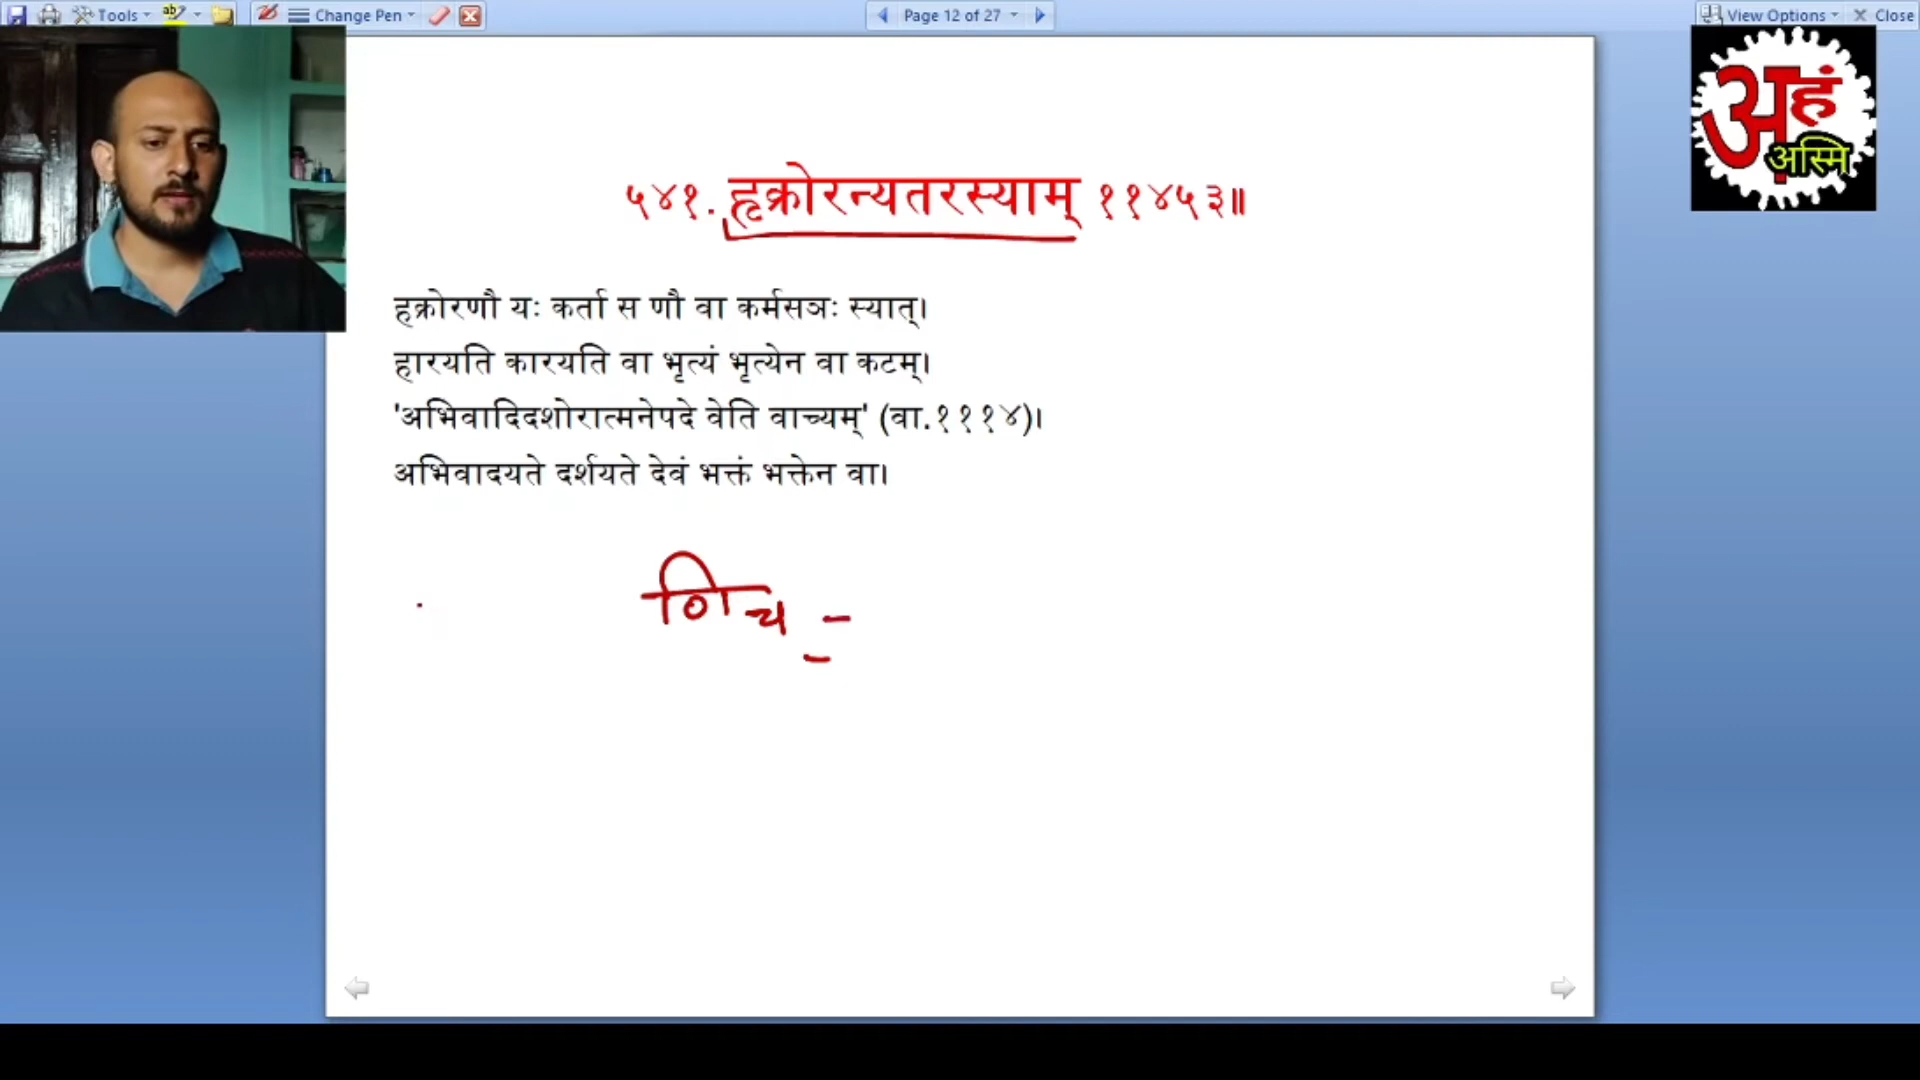 Tools
ab
Change Pen
Page 12 of 27
View Options
Close
अहं
अस्मि
५४१. हृक्रोरन्यतरस्याम् ११४५३॥
हृक्रोरणौ यः कर्ता स णौ वा कर्मसञः स्यात्।
हारयति कारयति वा भृत्यं भृत्येन वा कटम्।
'अभिवादिदशोरात्मनेपदे वेति वाच्यम्' (वा.१११४)।
अभिवादयते दर्शयते देवं भक्तं भक्तेन वा।
णिच